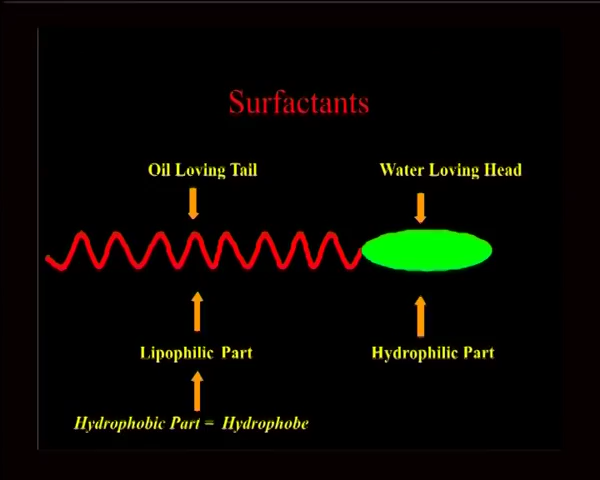 Surfactants
Oil Loving Tail
Water Loving Head
Lipophilic Part
Hydrophilic Part
Hydrophobic Part = Hydrophobe